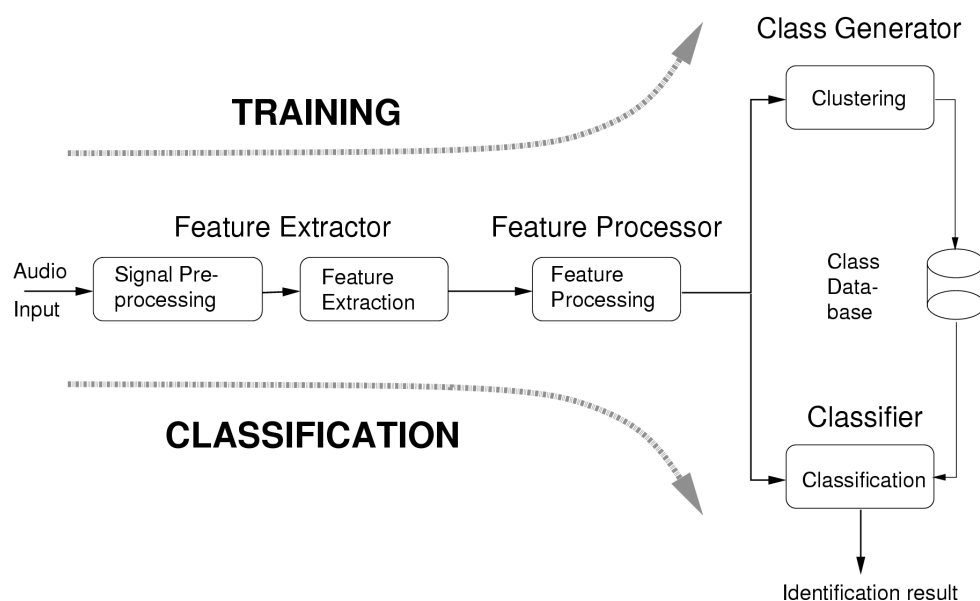 Class Generator
Clustering
TRAINING
Feature Extractor
Feature Processor
Audio
Input
Signal Pre-
processing
Feature
Extraction
Feature
Processing
Class
Data-
base
CLASSIFICATION
Classifier
Classification
Identification result